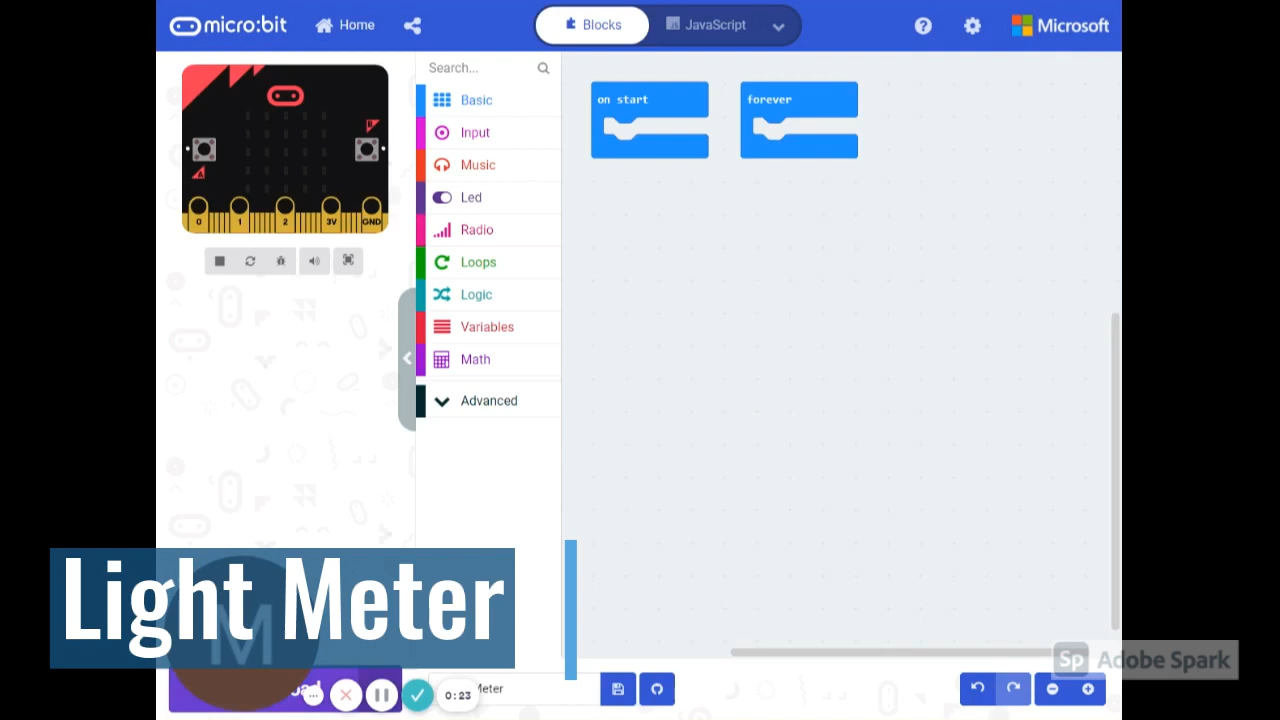 micro:bit
Home
Blocks
JavaScript
Microsoft
Search...
on start
forever
Basic
Input
Music
Led
Radio
Loops
Logic
Variables
Math
Advanced
A
B
0 1 2 3V GND
Light Meter
M
0:23
Meter
Sp Adobe Spark